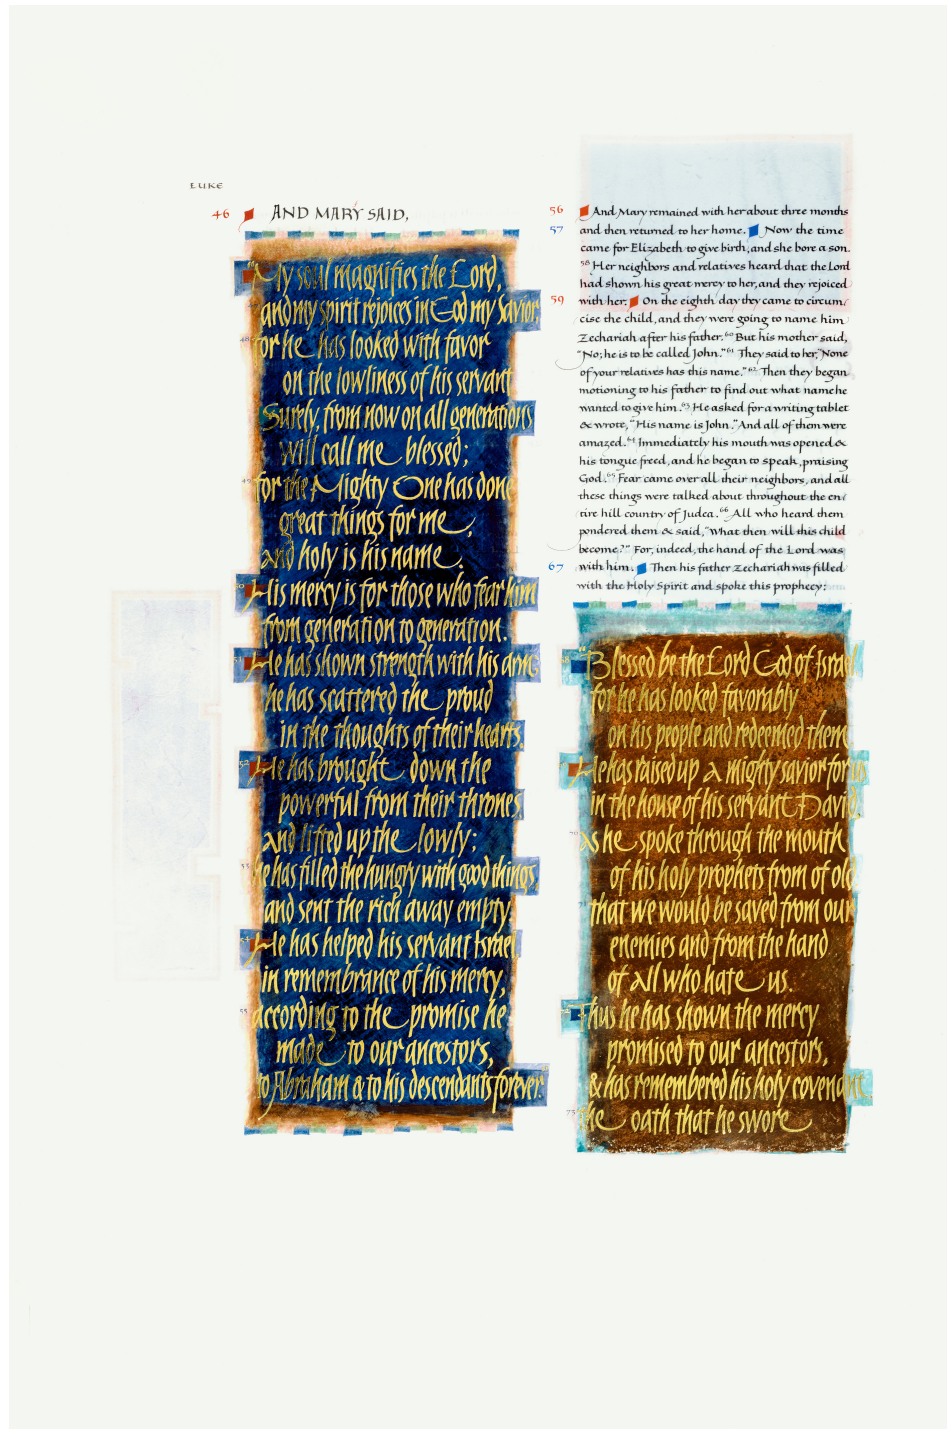 LUKE
46 AND MARY SAID,
"My soul magnifies the Lord,
and my spirit rejoices in God my Savior,
48 for he has looked with favor
on the lowliness of his servant.
Surely, from now on all generations
will call me blessed;
49 for the Mighty One has done
great things for me,
and holy is his name.
50 His mercy is for those who fear him
from generation to generation.
51 He has shown strength with his arm;
he has scattered the proud
in the thoughts of their hearts.
52 He has brought down the
powerful from their thrones,
and lifted up the lowly;
53 he has filled the hungry with good things,
and sent the rich away empty.
54 He has helped his servant Israel,
in remembrance of his mercy,
55 according to the promise he
made to our ancestors,
to Abraham & to his descendants forever."
56 And Mary remained with her about three months
57 and then returned to her home. Now the time
came for Elizabeth to give birth, and she bore a son.
58 Her neighbors and relatives heard that the Lord
had shown his great mercy to her, and they rejoiced
59 with her. On the eighth day they came to circum/
cise the child, and they were going to name him
Zechariah after his father. 60 But his mother said,
"No; he is to be called John." 61 They said to her, "None
of your relatives has this name." 62 Then they began
motioning to his father to find out what name he
wanted to give him. 63 He asked for a writing tablet
& wrote, "His name is John." And all of them were
amazed. 64 Immediately his mouth was opened &
his tongue freed, and he began to speak, praising
God. 65 Fear came over all their neighbors, and all
these things were talked about throughout the en/
tire hill country of Judea. 66 All who heard them
pondered them & said, "What then will this child
become?" For, indeed, the hand of the Lord was
67 with him. Then his father Zechariah was filled
with the Holy Spirit and spoke this prophecy:
68 "Blessed be the Lord God of Israel,
for he has looked favorably
on his people and redeemed them.
He has raised up a mighty savior for us
in the house of his servant David,
70 as he spoke through the mouth
of his holy prophets from of old,
71 that we would be saved from our
enemies and from the hand
of all who hate us.
72 Thus he has shown the mercy
promised to our ancestors,
& has remembered his holy covenant,
73 the oath that he swore